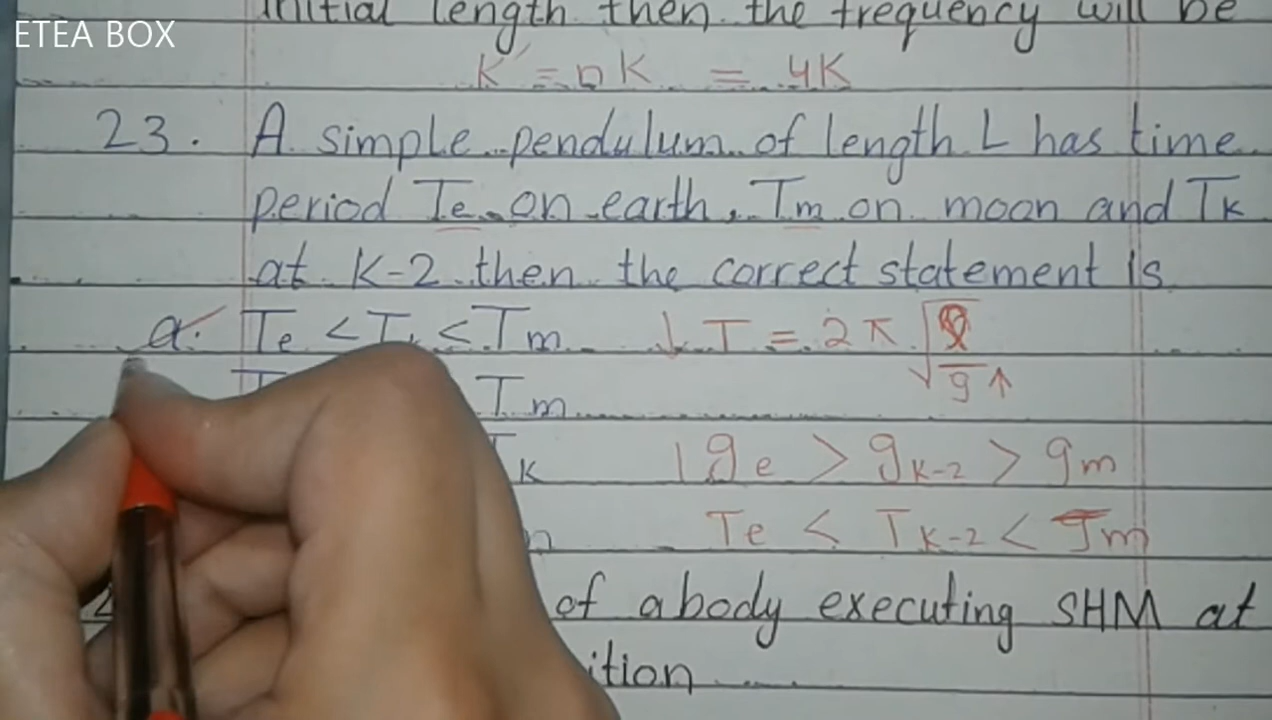 initial length then the frequency will be
ETEA BOX
K' = nK = 4K
23. A simple pendulum of length L has time
period Te on earth, Tm on moon and TK
at K-2 then the correct statement is
a. Te < < Tm ↓ T = 2π √l/g ↑
Tm
K ge > gK-2 > gm
Te < TK-2 < Tm
of a body executing SHM at
ition